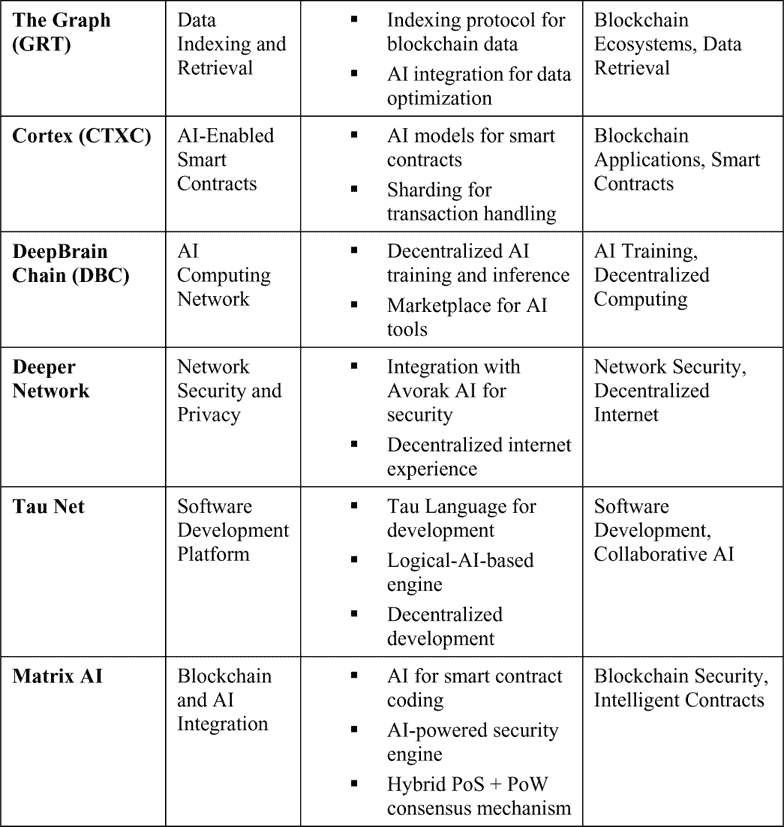 The Graph (GRT)
Data Indexing and Retrieval
▪ Indexing protocol for blockchain data
▪ AI integration for data optimization
Blockchain Ecosystems, Data Retrieval
Cortex (CTXC)
AI-Enabled Smart Contracts
▪ AI models for smart contracts
▪ Sharding for transaction handling
Blockchain Applications, Smart Contracts
DeepBrain Chain (DBC)
AI Computing Network
▪ Decentralized AI training and inference
▪ Marketplace for AI tools
AI Training, Decentralized Computing
Deeper Network
Network Security and Privacy
▪ Integration with Avorak AI for security
▪ Decentralized internet experience
Network Security, Decentralized Internet
Tau Net
Software Development Platform
▪ Tau Language for development
▪ Logical-AI-based engine
▪ Decentralized development
Software Development, Collaborative AI
Matrix AI
Blockchain and AI Integration
▪ AI for smart contract coding
▪ AI-powered security engine
▪ Hybrid PoS + PoW consensus mechanism
Blockchain Security, Intelligent Contracts